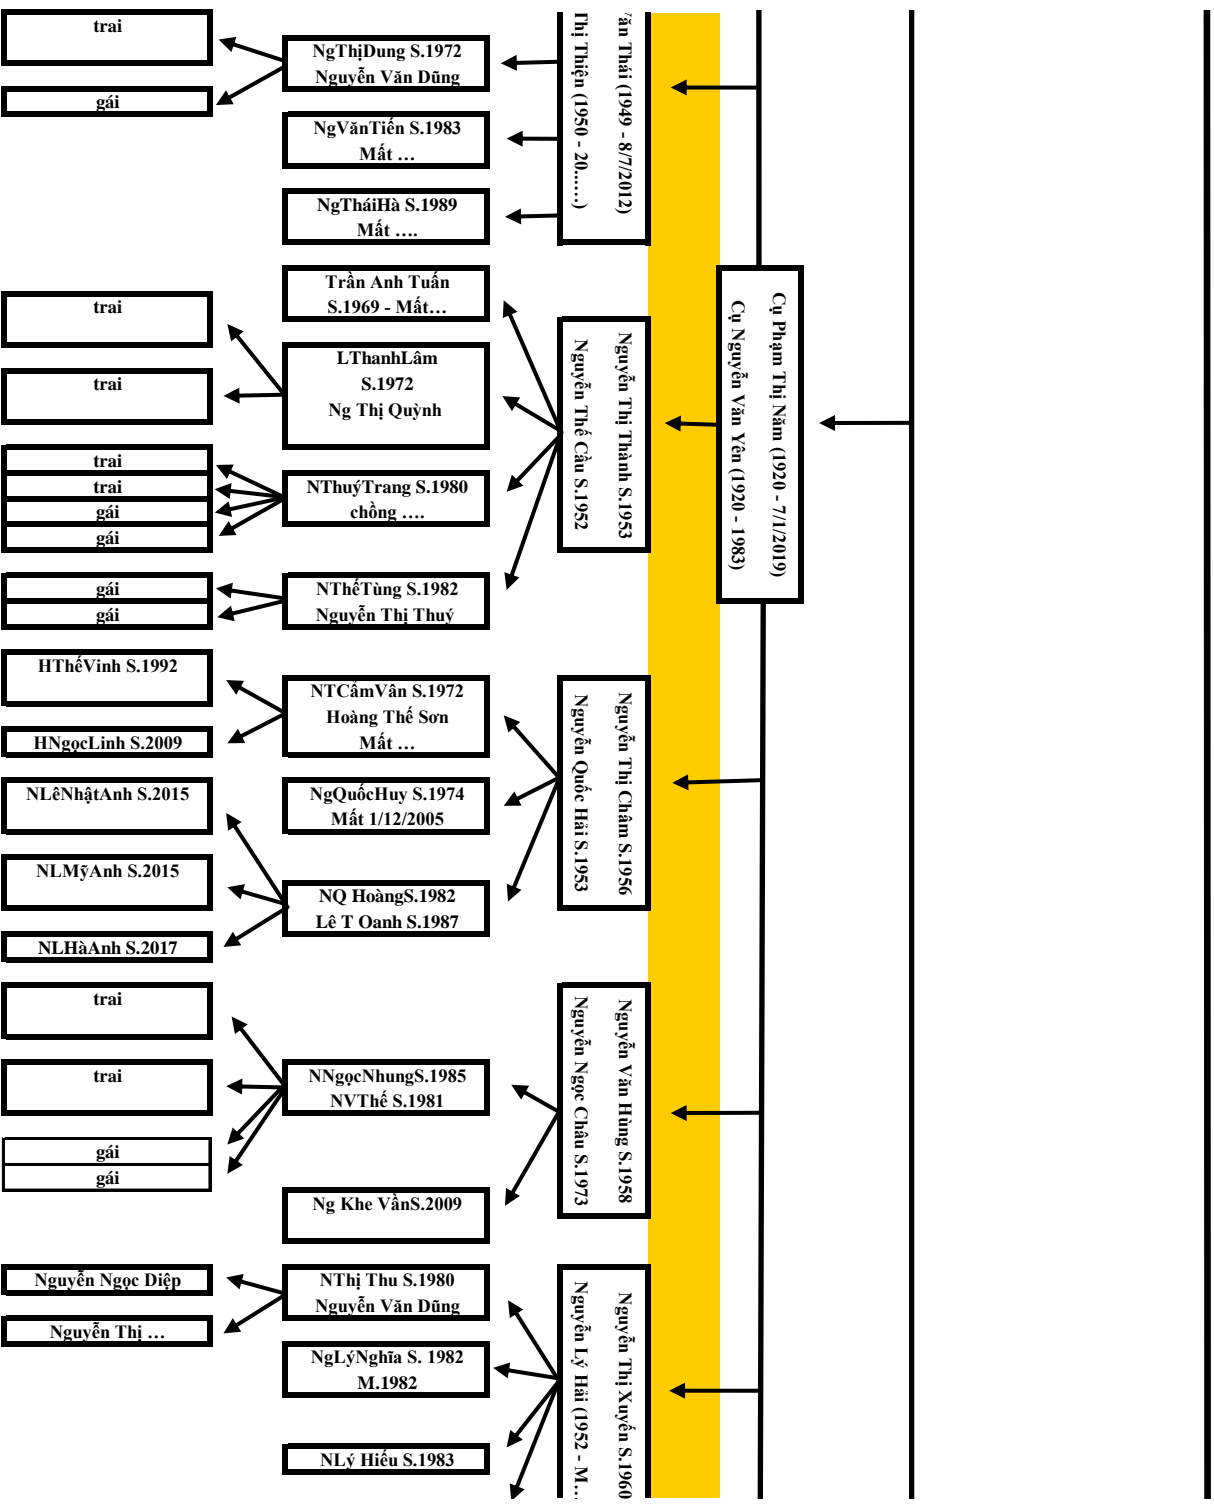 trai
gái
NgThịDung S.1972
Nguyễn Văn Dũng
NgVănTiến S.1983
Mất …
NgTháiHà S.1989
Mất ….
Văn Thái (1949 - 8/7/2012)
Thị Thiện (1950 - 20......)
Cụ Phạm Thị Năm (1920 - 7/1/2019)
Cụ Nguyễn Văn Yên (1920 - 1983)
Trần Anh Tuấn
S.1969 - Mất…
trai
trai
LThanhLâm
S.1972
Ng Thị Quỳnh
Nguyễn Thị Thành S.1953
Nguyễn Thế Cầu S.1952
trai
trai
gái
gái
NThuýTrang S.1980
chồng ….
gái
gái
NThếTùng S.1982
Nguyễn Thị Thuý
HThếVinh S.1992
HNgọcLinh S.2009
NTCẩmVân S.1972
Hoàng Thế Sơn
Mất …
Nguyễn Thị Châm S.1956
Nguyễn Quốc Hải S.1953
NgQuốcHuy S.1974
Mất 1/12/2005
NLêNhậtAnh S.2015
NLMỹAnh S.2015
NLHàAnh S.2017
NQ HoàngS.1982
Lê T Oanh S.1987
trai
trai
gái
gái
NNgọcNhungS.1985
NVThế S.1981
Nguyễn Văn Hùng S.1958
Nguyễn Ngọc Châu S.1973
Ng Khe VầnS.2009
Nguyễn Ngọc Diệp
Nguyễn Thị …
NThị Thu S.1980
Nguyễn Văn Dũng
NgLýNghĩa S. 1982
M.1982
NLý Hiếu S.1983
Nguyễn Thị Xuyến S.1960
Nguyễn Lý Hải (1952 - M…